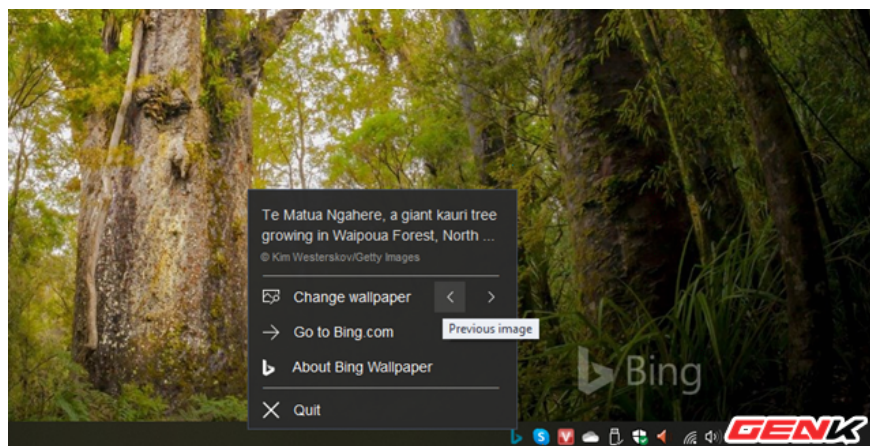 Te Matua Ngahere, a giant kauri tree
growing in Waipoua Forest, North ...
© Kim Westerskov/Getty Images
Change wallpaper
Previous image
Go to Bing.com
About Bing Wallpaper
Quit
Bing
GENK